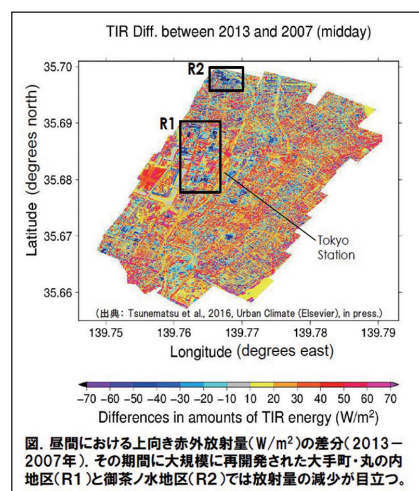 TIR Diff. between 2013 and 2007 (midday)
35.70
35.69
35.68
35.67
35.66
Latitude (degrees north)
R2
R1
Tokyo
Station
(出典: Tsunematsu et al., 2016, Urban Climate (Elsevier), in press.)
139.75 139.76 139.77 139.78 139.79
Longitude (degrees east)
-70 -60 -50 -40 -30 -20 -10 0 10 20 30 40 50 60 70
Differences in amounts of TIR energy (W/m²)
図. 昼間における上向き赤外放射量(W/m²)の差分(2013-
2007年). その期間に大規模に再開発された大手町・丸の内
地区(R1)と御茶ノ水地区(R2)では放射量の減少が目立つ。